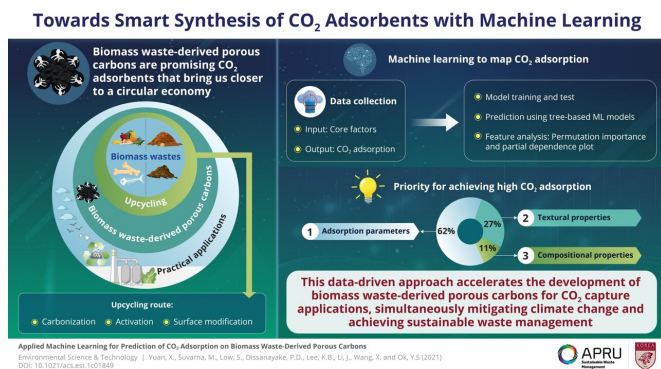 Towards Smart Synthesis of CO₂ Adsorbents with Machine Learning
Biomass waste-derived porous
carbons are promising CO₂
adsorbents that bring us closer
to a circular economy
Biomass wastes
Upcycling
Biomass waste-derived porous carbons
Practical applications
Upcycling route:
Carbonization
Activation
Surface modification
Machine learning to map CO₂ adsorption
Data collection
Input: Core factors
Output: CO₂ adsorption
Model training and test
Prediction using tree-based ML models
Feature analysis: Permutation importance
and partial dependence plot
Priority for achieving high CO₂ adsorption
1 Adsorption parameters
62%
27%
11%
2 Textural properties
3 Compositional properties
This data-driven approach accelerates the development of
biomass waste-derived porous carbons for CO₂ capture
applications, simultaneously mitigating climate change and
achieving sustainable waste management
Applied Machine Learning for Prediction of CO₂ Adsorption on Biomass Waste-Derived Porous Carbons
Environmental Science & Technology | Yuan, X., Suvarna, M., Low, S., Dissanayake, P.D., Lee, K.B., Li, J., Wang, X. and Ok, Y.S (2021)
DOI: 10.1021/acs.est.1c01849
APRU
Sustainable Waste
Management
KOREA